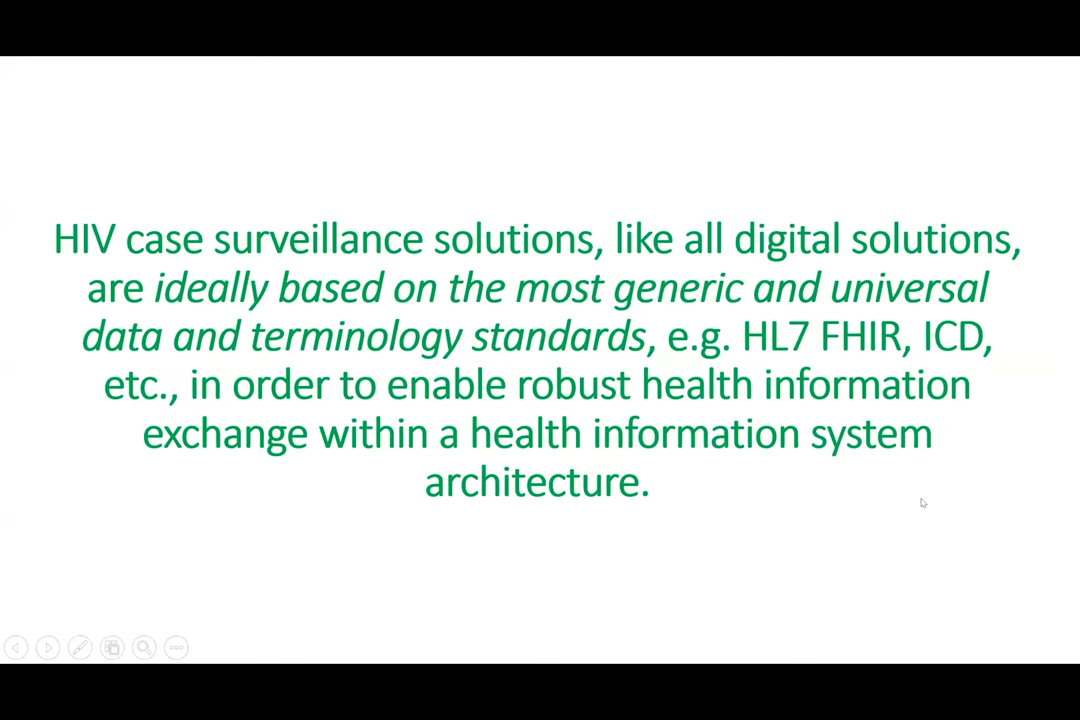 HIV case surveillance solutions, like all digital solutions,
are ideally based on the most generic and universal
data and terminology standards, e.g. HL7 FHIR, ICD,
etc., in order to enable robust health information
exchange within a health information system
architecture.